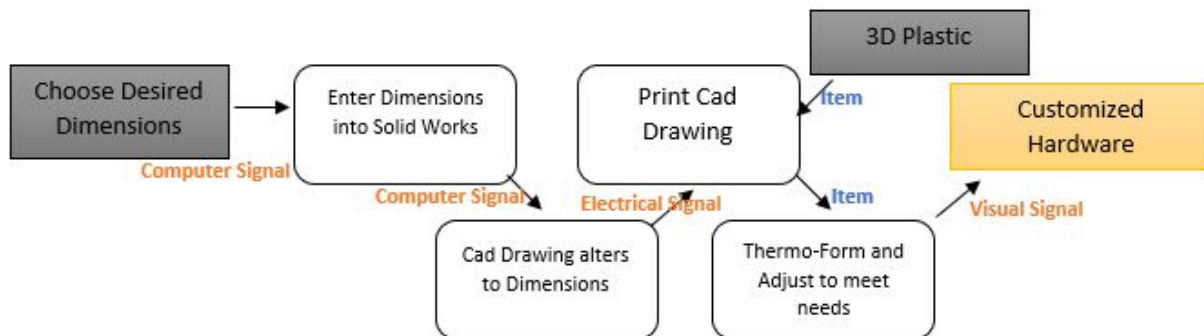 Choose Desired
Dimensions
Computer Signal
Enter Dimensions
into Solid Works
Computer Signal
Cad Drawing alters
to Dimensions
Electrical Signal
Print Cad
Drawing
3D Plastic
Item
Item
Thermo-Form and
Adjust to meet
needs
Visual Signal
Customized
Hardware